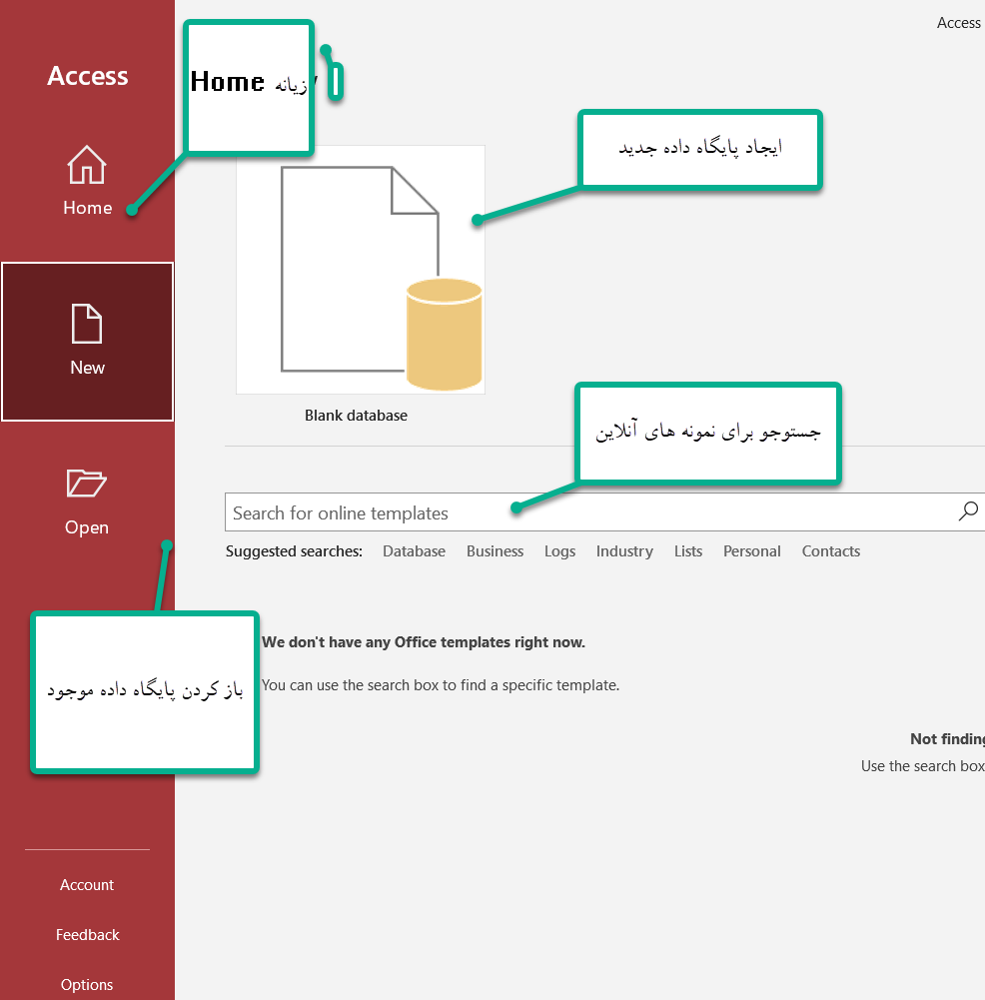 Access
Access
زبانه Home
Home
ایجاد پایگاه داده جدید
New
Blank database
جستوجو برای نمونه های آنلاین
Open
Search for online templates
Suggested searches: Database Business Logs Industry Lists Personal Contacts
We don't have any Office templates right now.
You can use the search box to find a specific template.
باز کردن پایگاه داده موجود
Not finding
Use the search box
Account
Feedback
Options